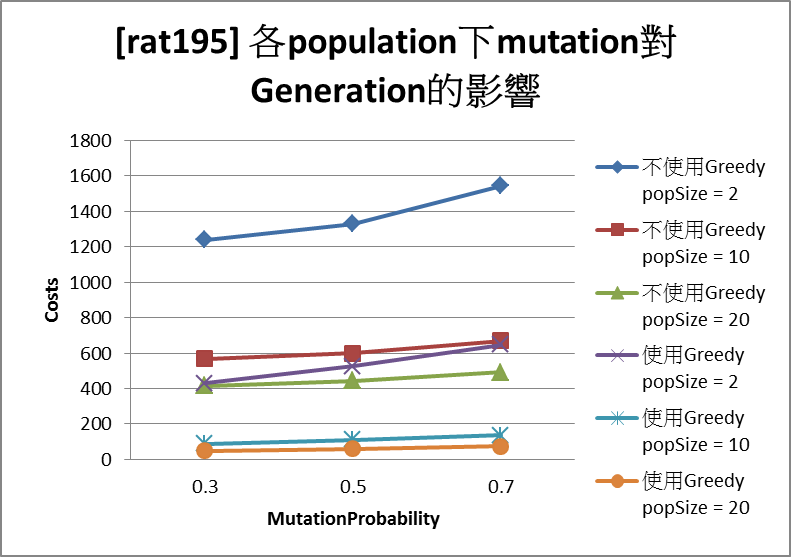 [rat195] 各population下mutation對
Generation的影響
1800
1600
1400
1200
1000
800
600
400
200
0
Costs
0.3
0.5
0.7
MutationProbability
不使用Greedy
popSize = 2
不使用Greedy
popSize = 10
不使用Greedy
popSize = 20
使用Greedy
popSize = 2
使用Greedy
popSize = 10
使用Greedy
popSize = 20